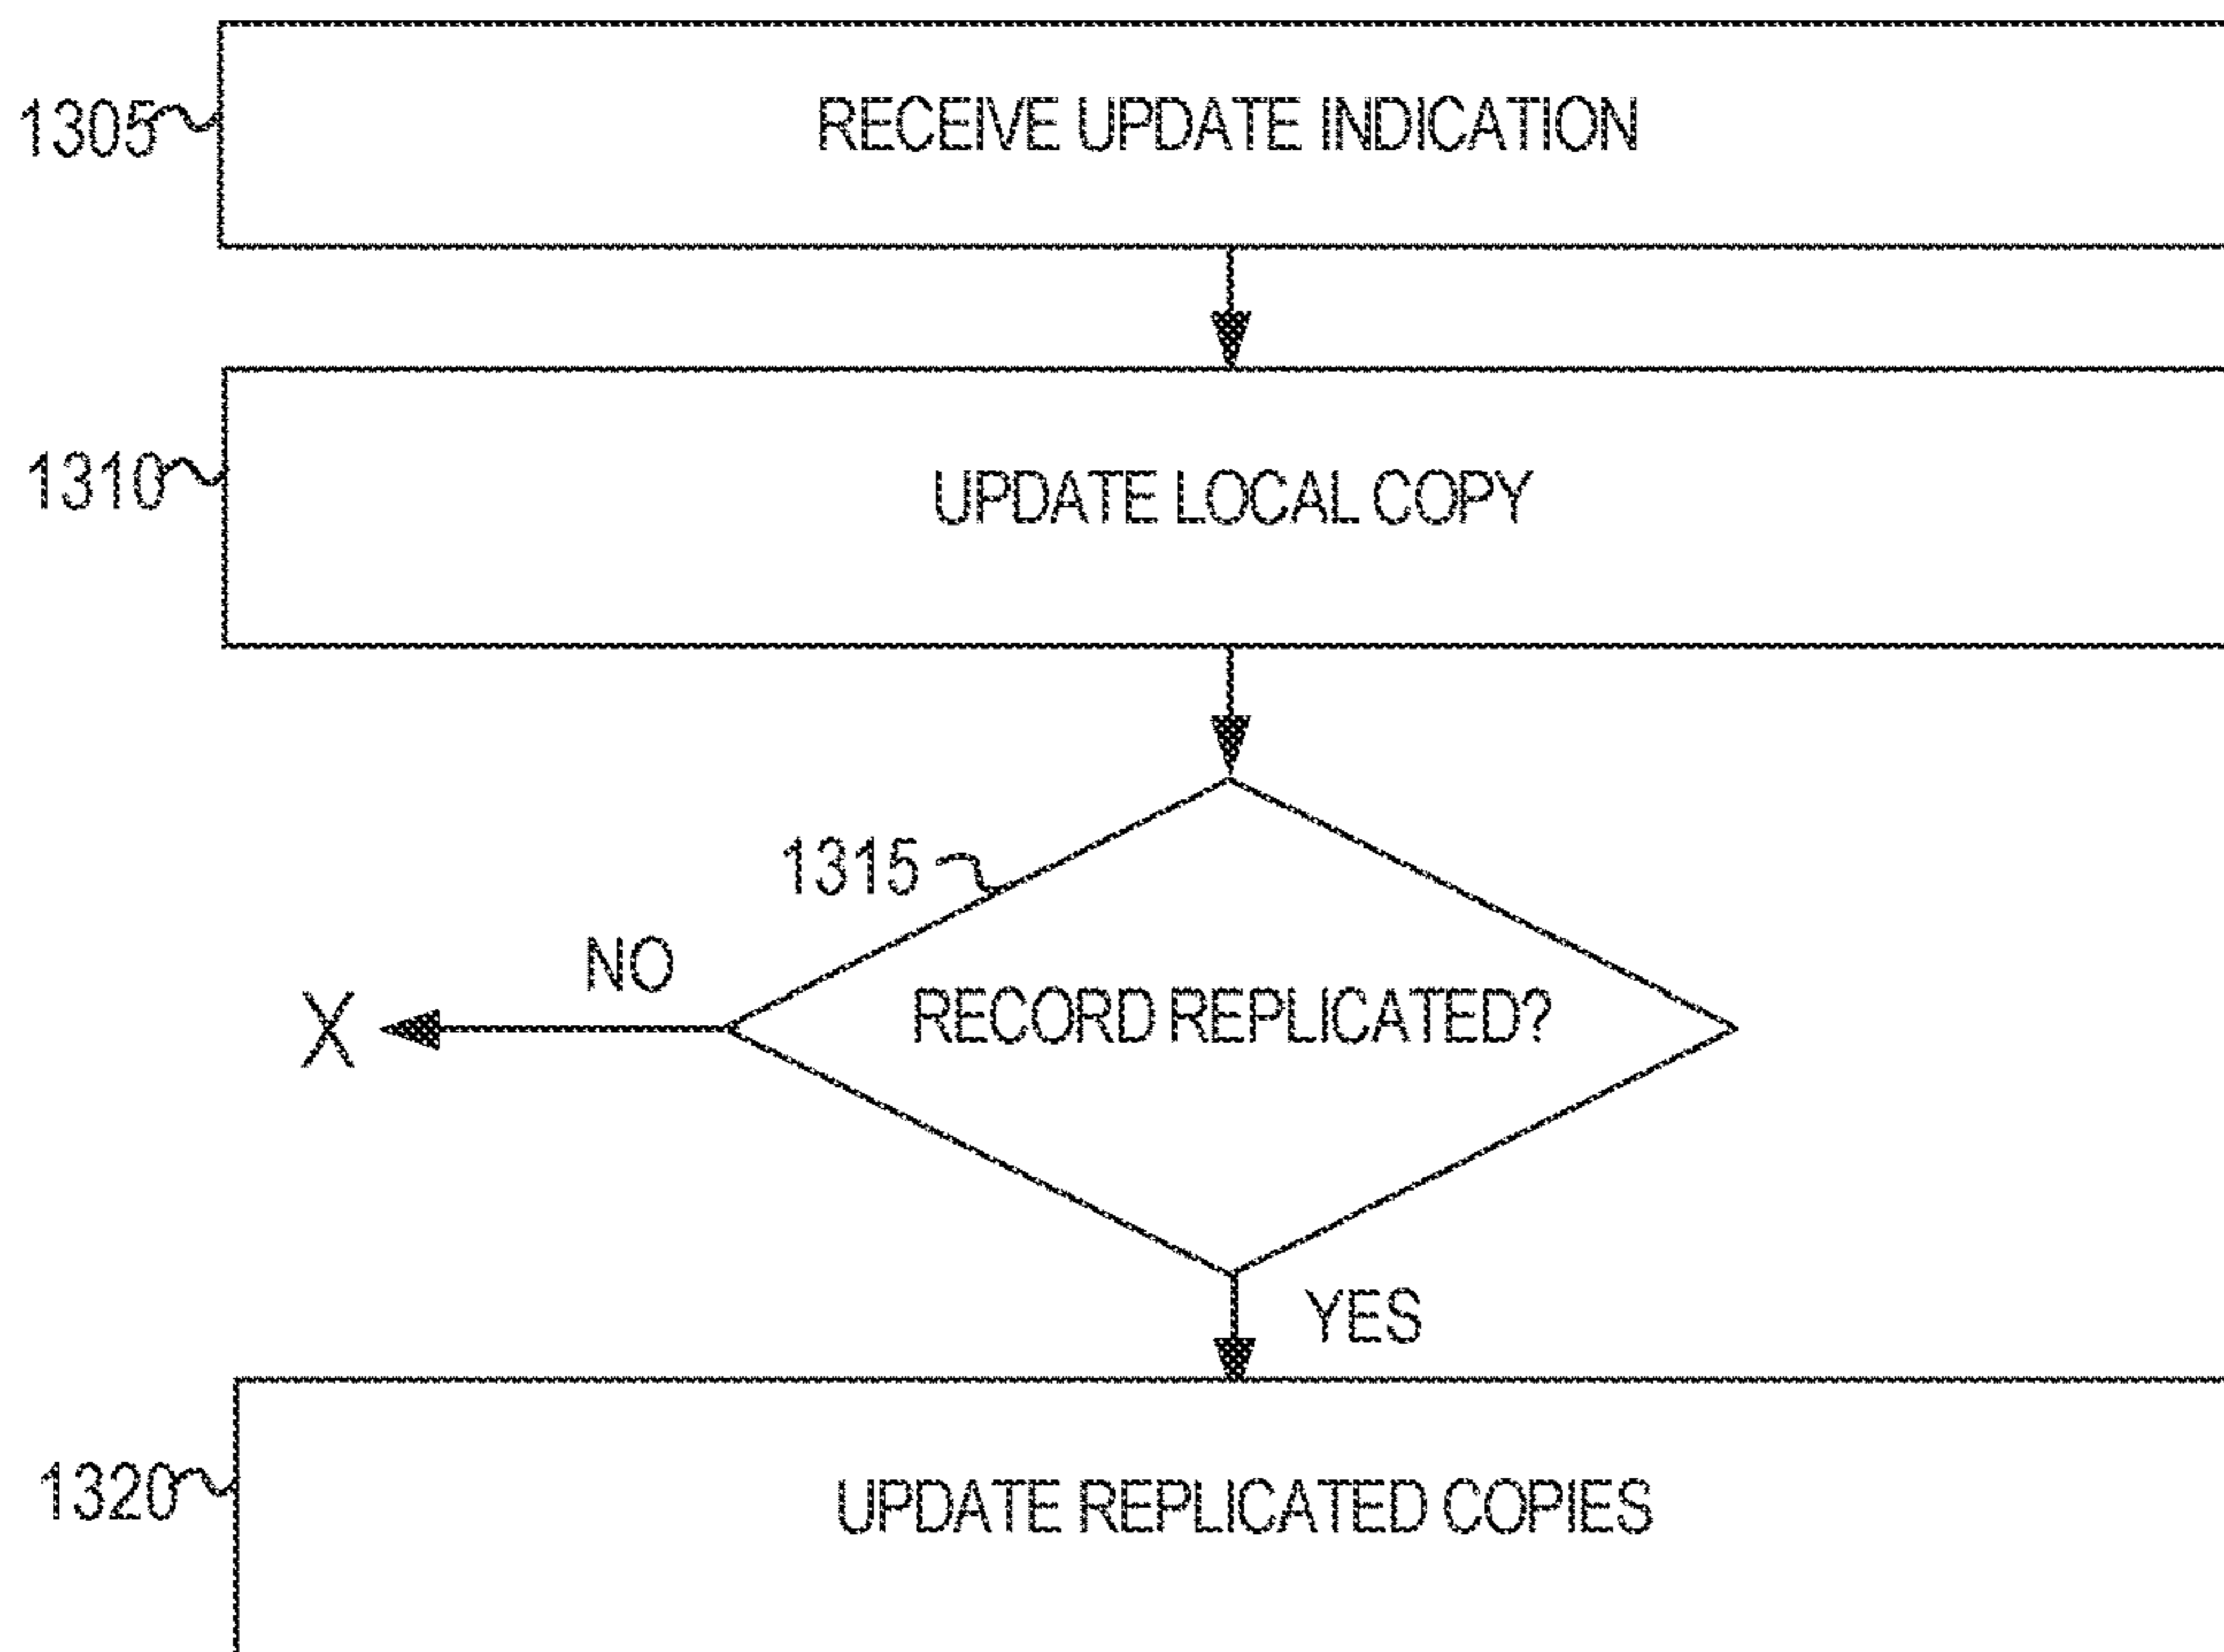 1305
RECEIVE UPDATE INDICATION
1310
UPDATE LOCAL COPY
1315
NO
X
RECORD REPLICATED?
YES
1320
UPDATE REPLICATED COPIES